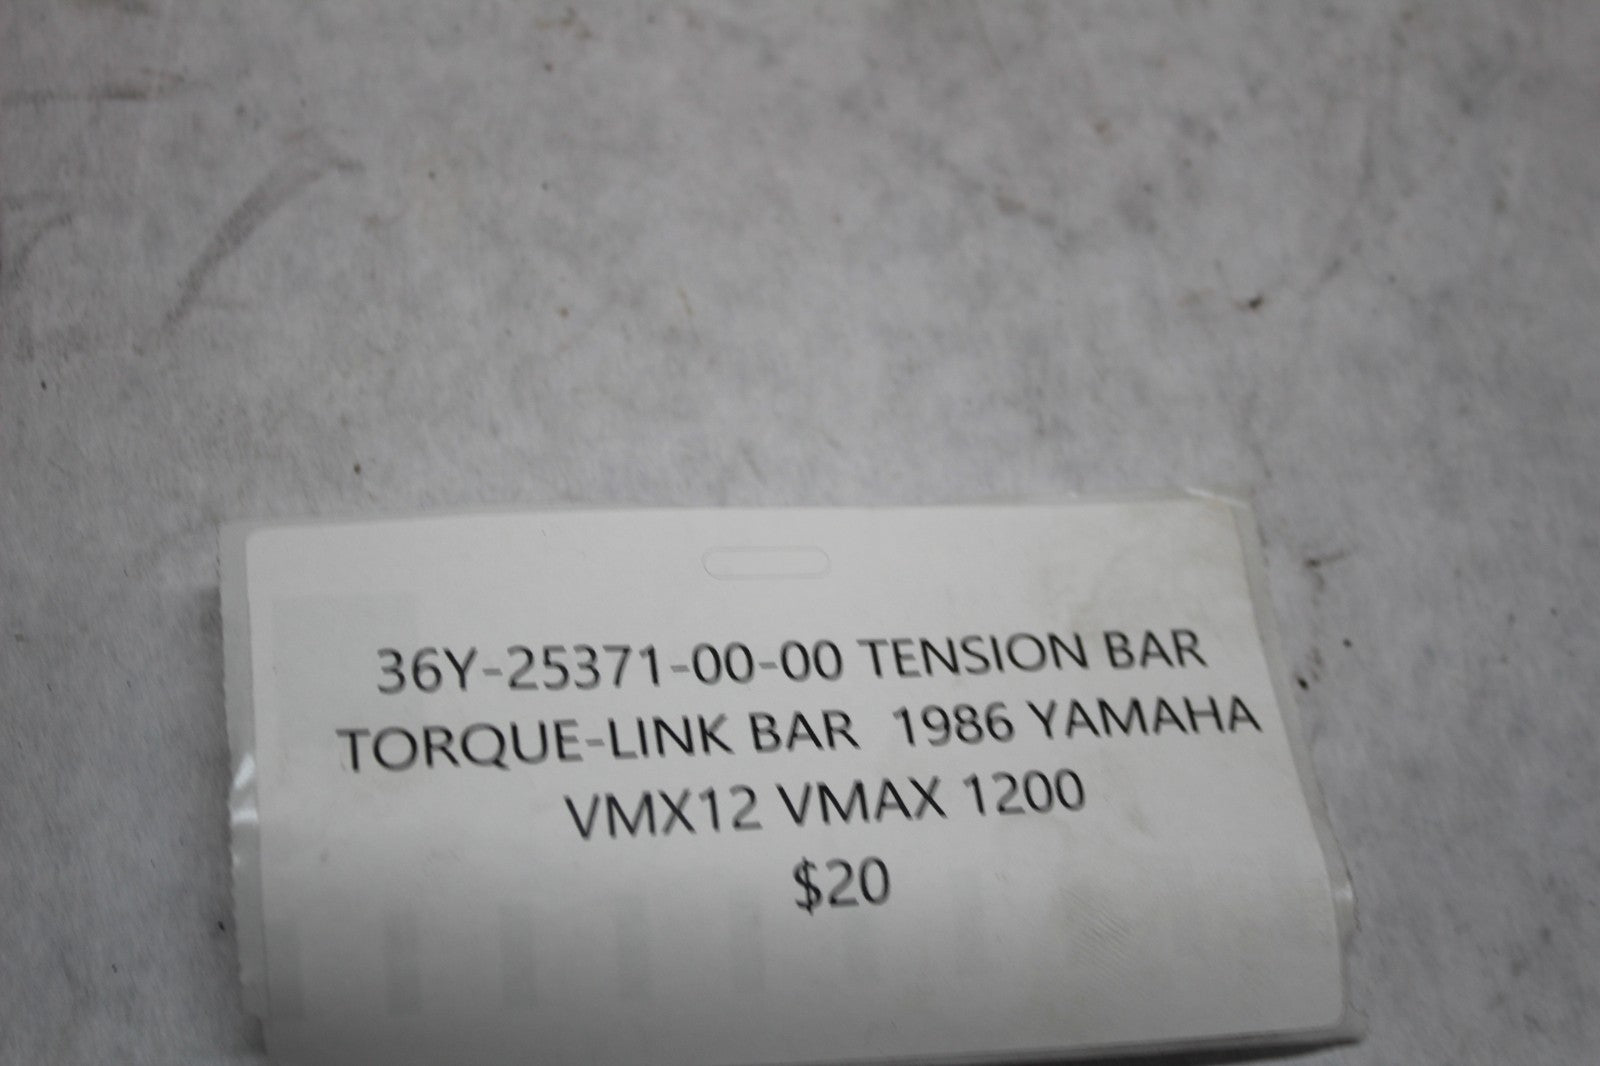 36Y-25371-00-00 TENSION BAR
TORQUE-LINK BAR  1986 YAMAHA
VMX12 VMAX 1200
$20